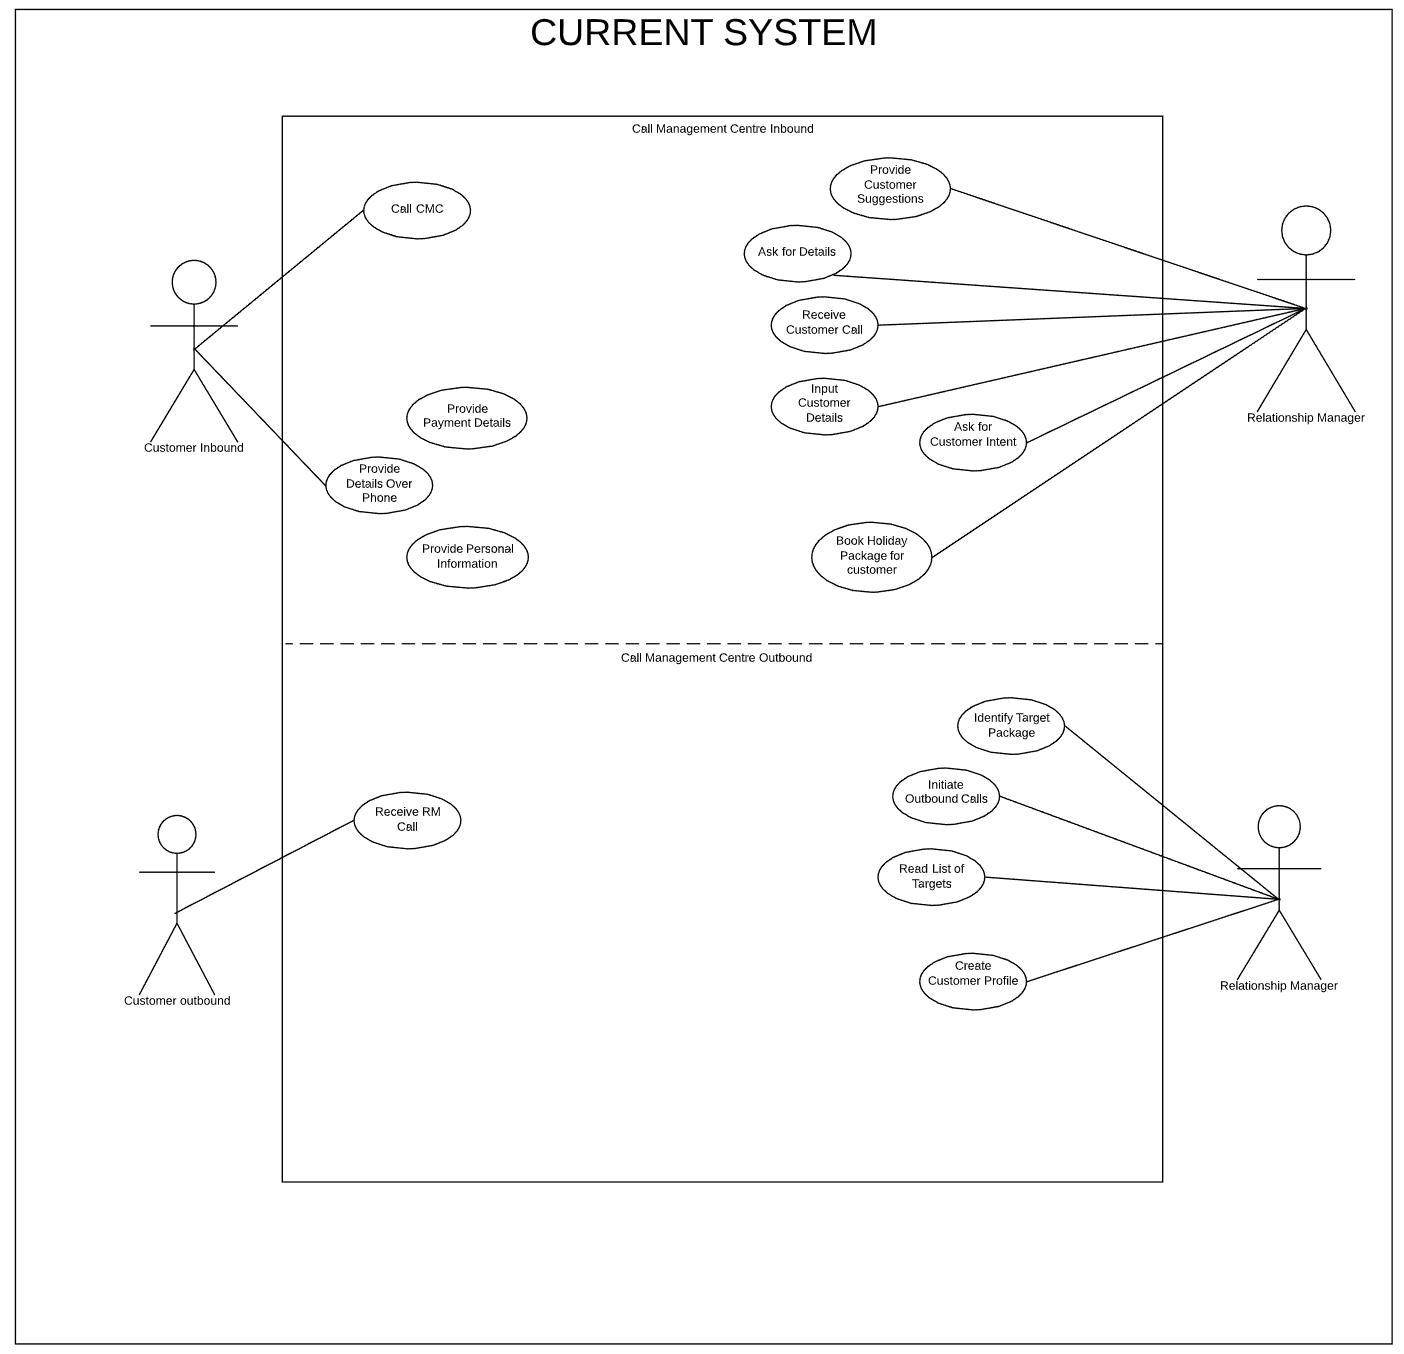 CURRENT SYSTEM
Call Management Centre Inbound
Call CMC
Provide
Customer
Suggestions
Ask for Details
Receive
Customer Call
Input
Customer
Details
Ask for
Customer Intent
Book Holiday
Package for
customer
Provide
Payment Details
Provide
Details Over
Phone
Provide Personal
Information
Customer Inbound
Relationship Manager
Call Management Centre Outbound
Receive RM
Call
Identify Target
Package
Initiate
Outbound Calls
Read List of
Targets
Create
Customer Profile
Customer outbound
Relationship Manager